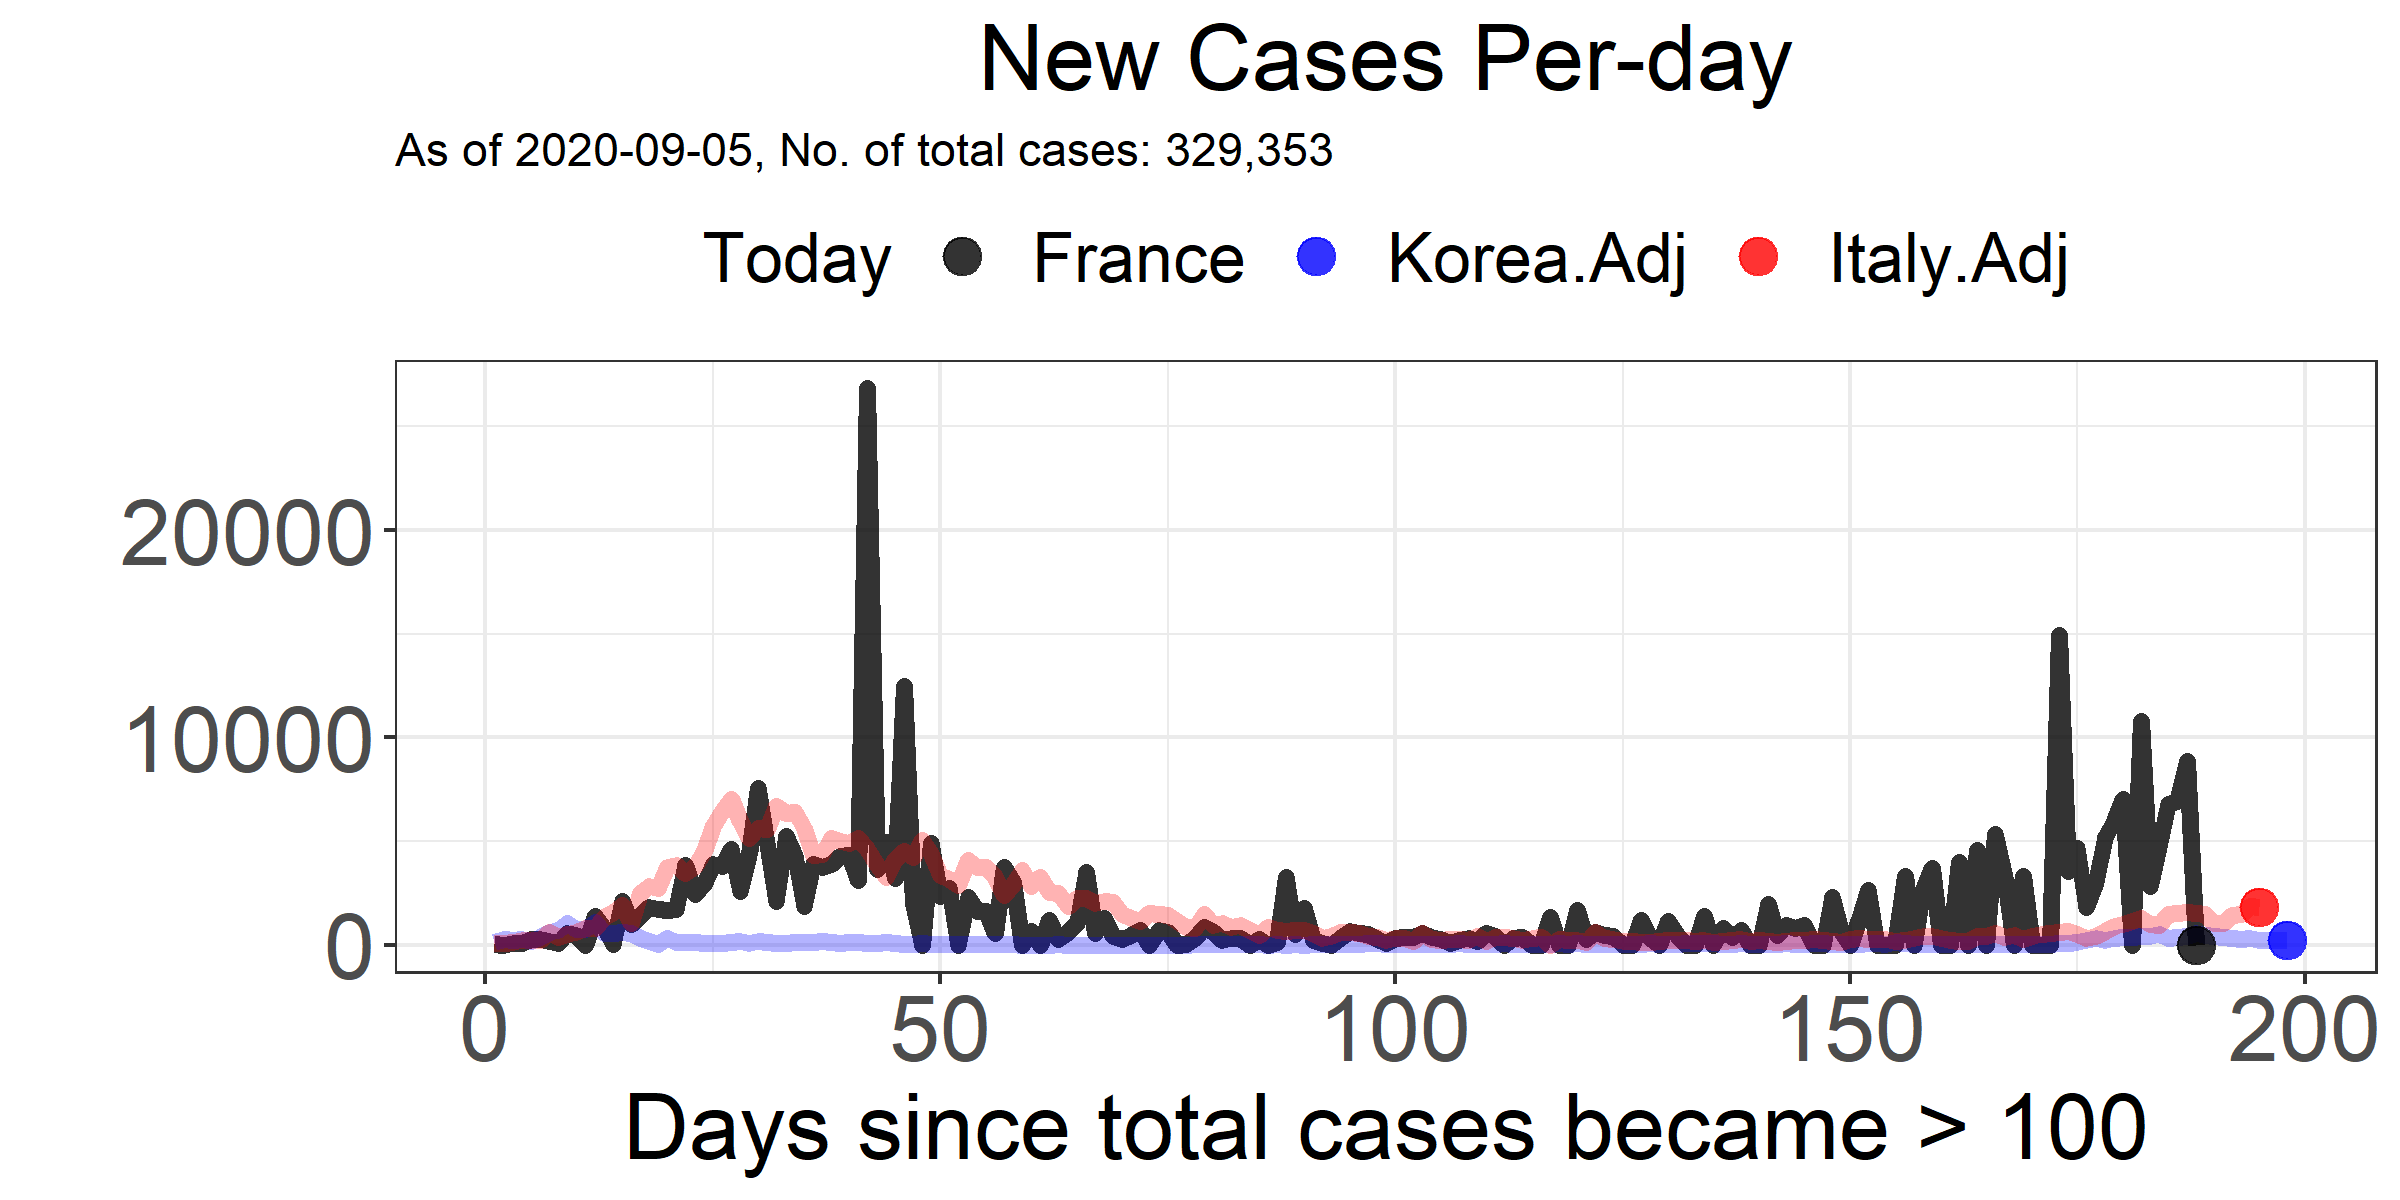 New Cases Per-day
As of 2020-09-05, No. of total cases: 329,353
Today France Korea.Adj Italy.Adj
20000
10000
0
0 50 100 150 200
Days since total cases became > 100